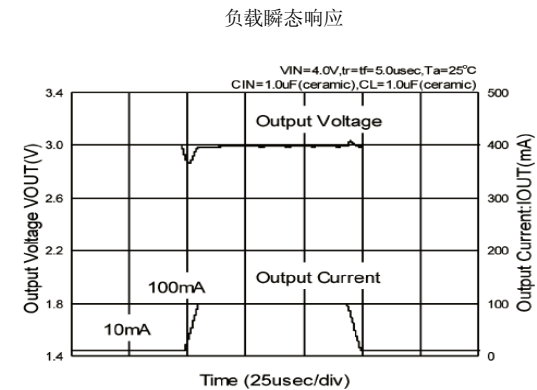 负载瞬态响应
VIN=4.0V,tr=tf=5.0usec,Ta=25°C
CIN=1.0uF(ceramic),CL=1.0uF(ceramic)
3.4
3.0
2.6
2.2
1.8
1.4
Output Voltage VOUT(V)
Output Voltage
Output Current
100mA
10mA
500
400
300
200
100
0
Output Current:IOUT(mA)
Time (25usec/div)